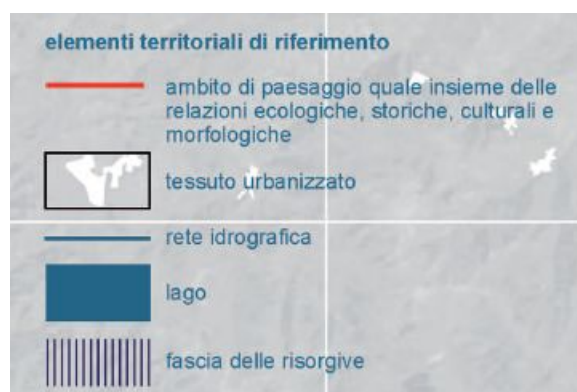 elementi territoriali di riferimento
ambito di paesaggio quale insieme delle
relazioni ecologiche, storiche, culturali e
morfologiche
tessuto urbanizzato
rete idrografica
lago
fascia delle risorgive